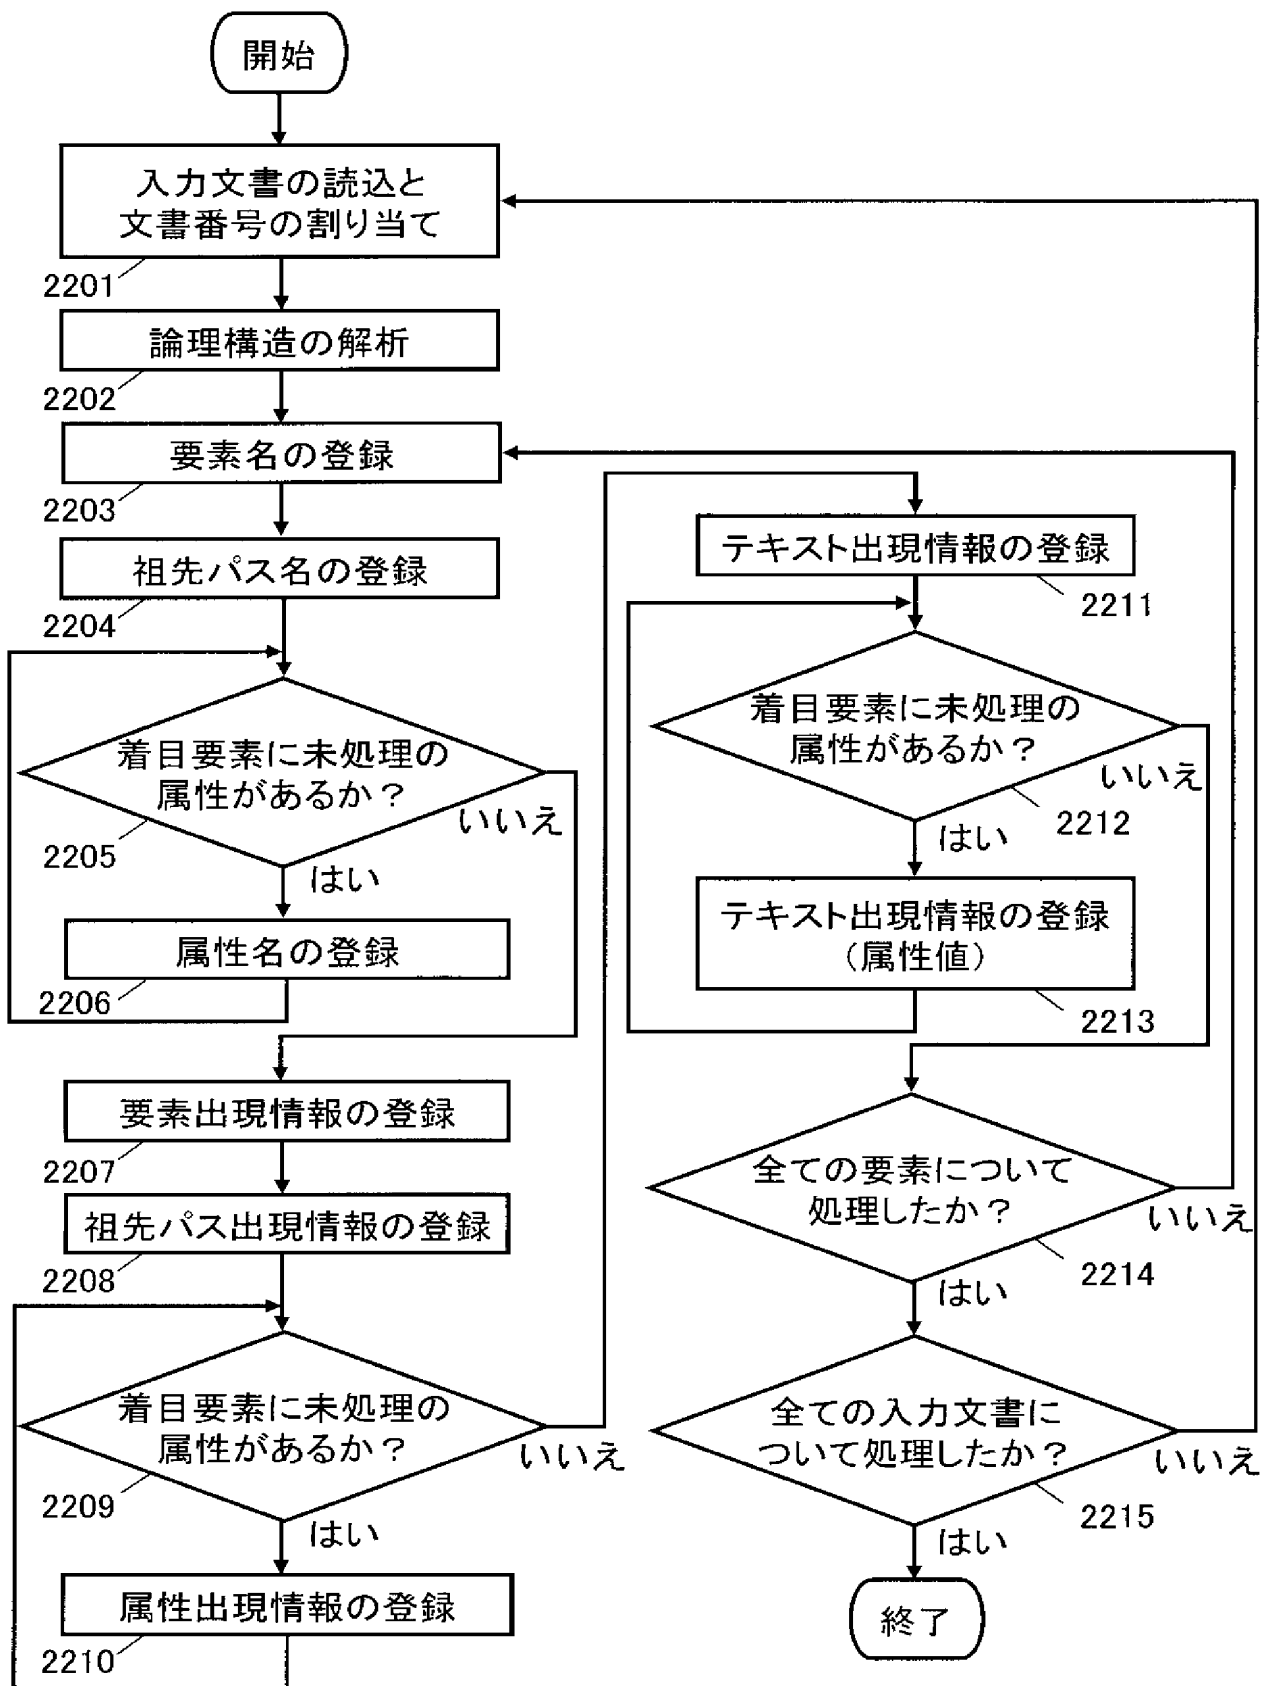 開始
入力文書の読込と
文書番号の割り当て
2201
論理構造の解析
2202
要素名の登録
2203
祖先パス名の登録
2204
着目要素に未処理の
属性があるか?
いいえ
2205
はい
属性名の登録
2206
要素出現情報の登録
2207
祖先パス出現情報の登録
2208
着目要素に未処理の
属性があるか?
いいえ
2209
はい
属性出現情報の登録
2210
テキスト出現情報の登録
2211
着目要素に未処理の
属性があるか?
いいえ
2212
はい
テキスト出現情報の登録
(属性値)
2213
全ての要素について
処理したか?
いいえ
2214
はい
全ての入力文書に
ついて処理したか?
いいえ
2215
はい
終了